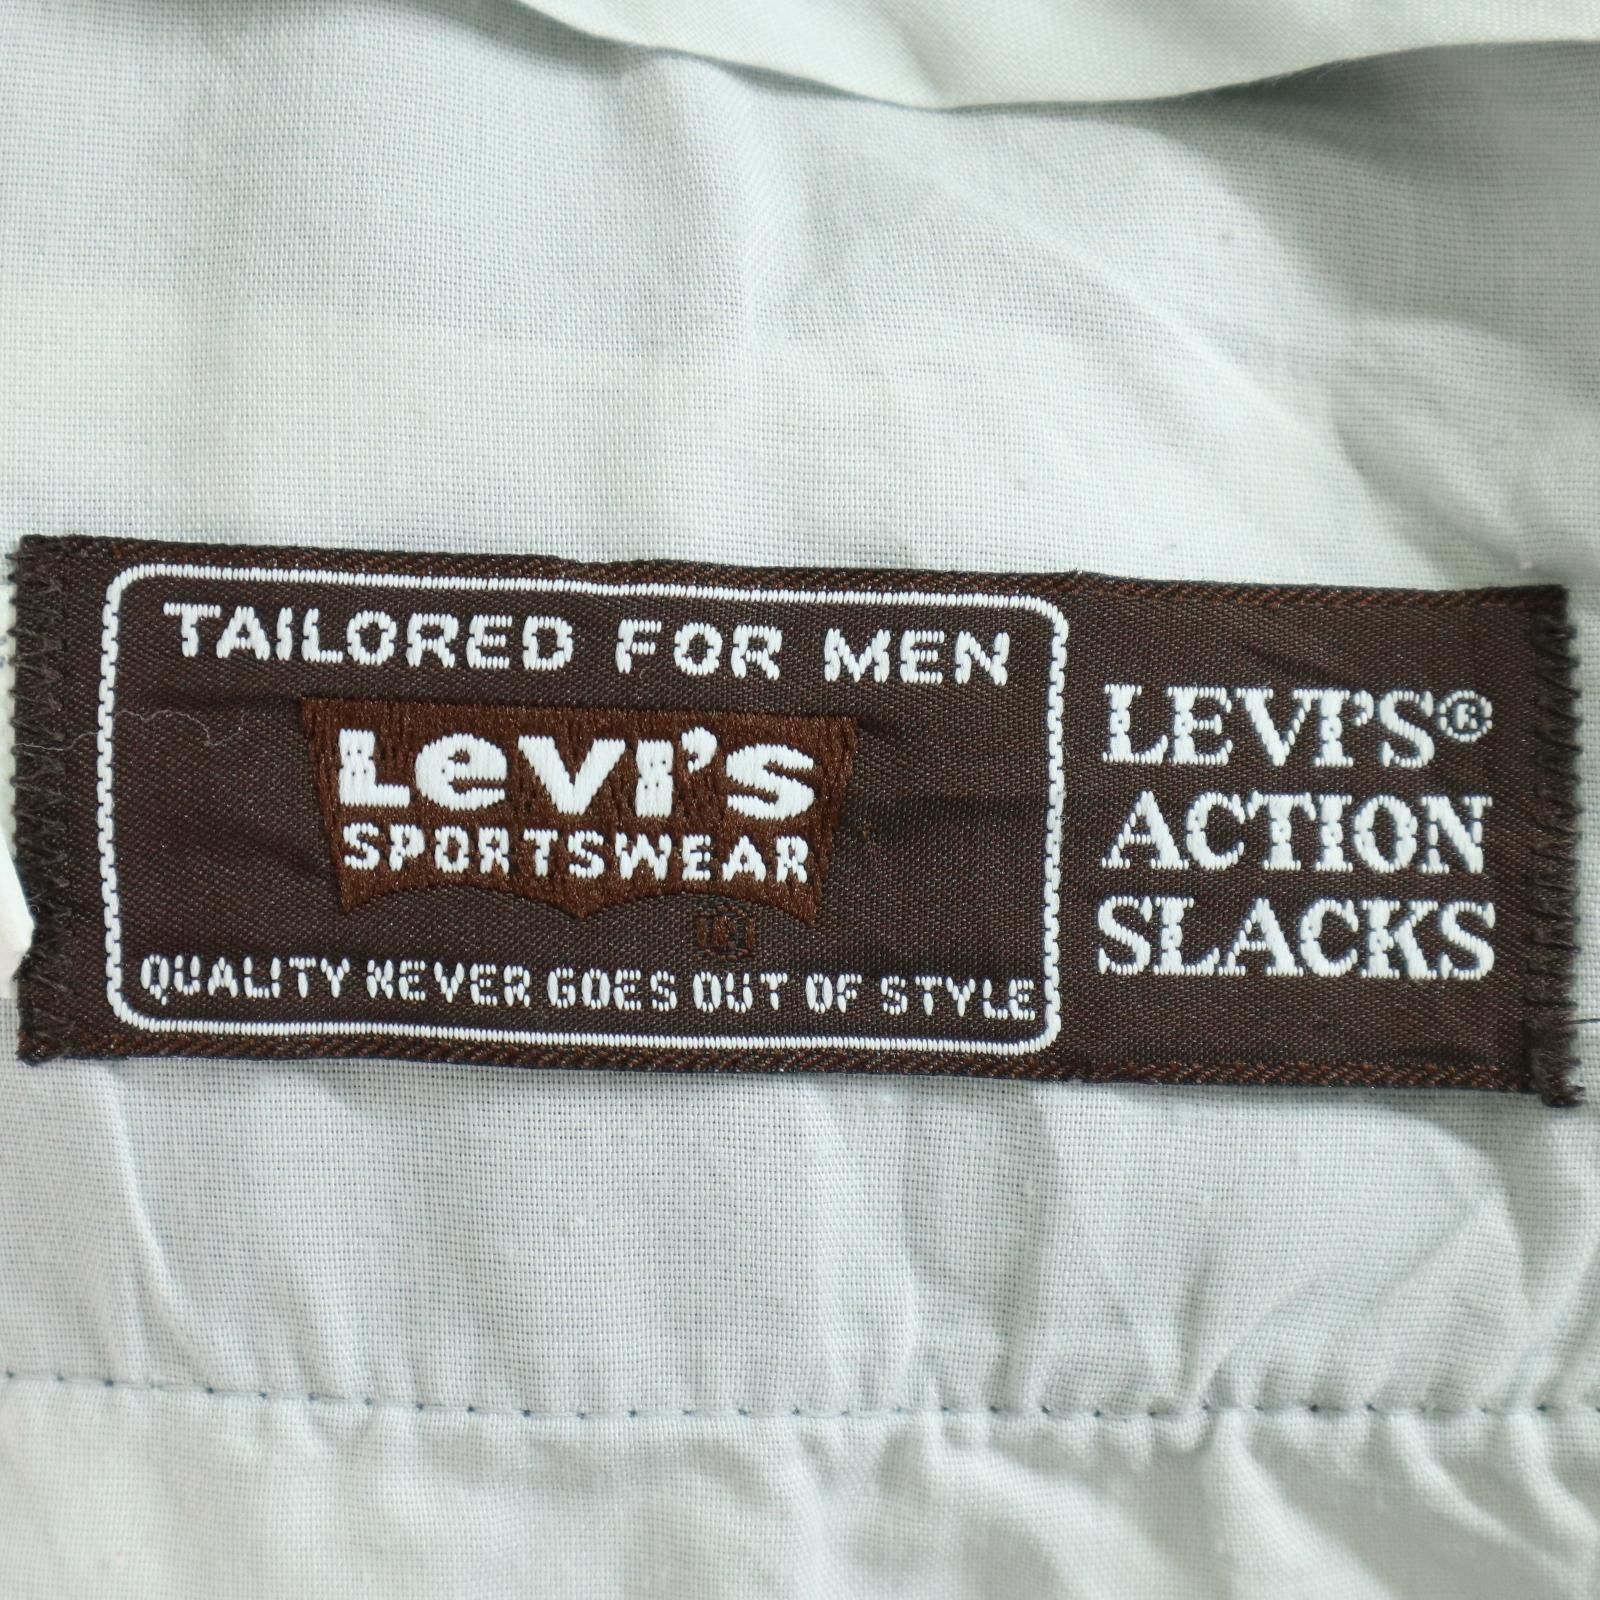 TAILORED FOR MEN
Levi's
SPORTSWEAR
®
QUALITY NEVER GOES OUT OF STYLE
LEVI'S®
ACTION
SLACKS